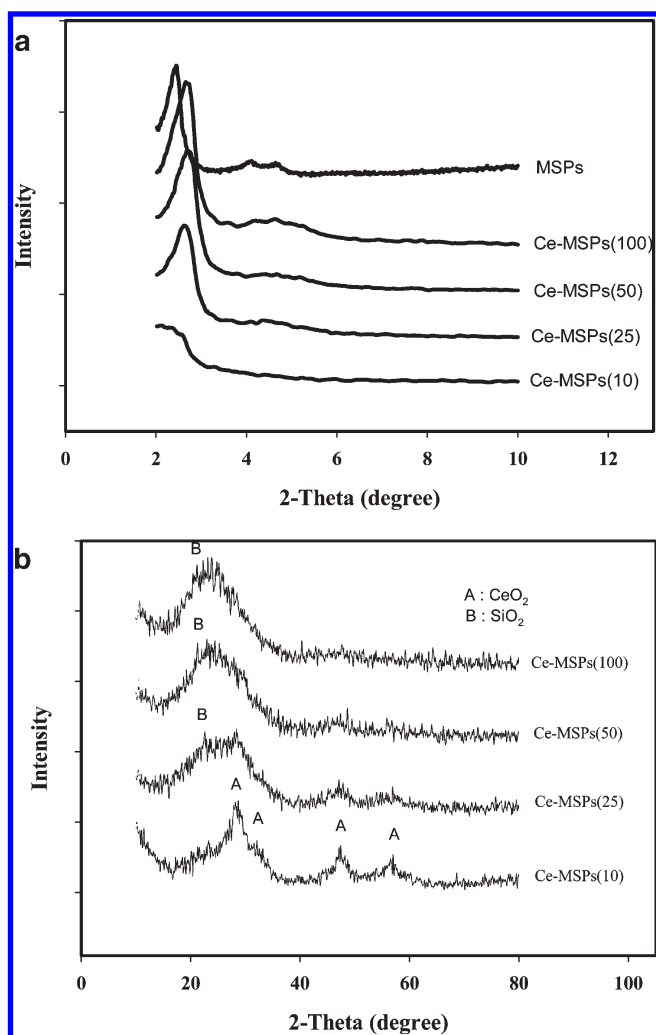 a
Intensity
MSPs
Ce-MSPs(100)
Ce-MSPs(50)
Ce-MSPs(25)
Ce-MSPs(10)
0 2 4 6 8 10 12
2-Theta (degree)
b
Intensity
B
A : CeO₂
B : SiO₂
Ce-MSPs(100)
B
Ce-MSPs(50)
B
Ce-MSPs(25)
A
A
A
A
Ce-MSPs(10)
0 20 40 60 80 100
2-Theta (degree)